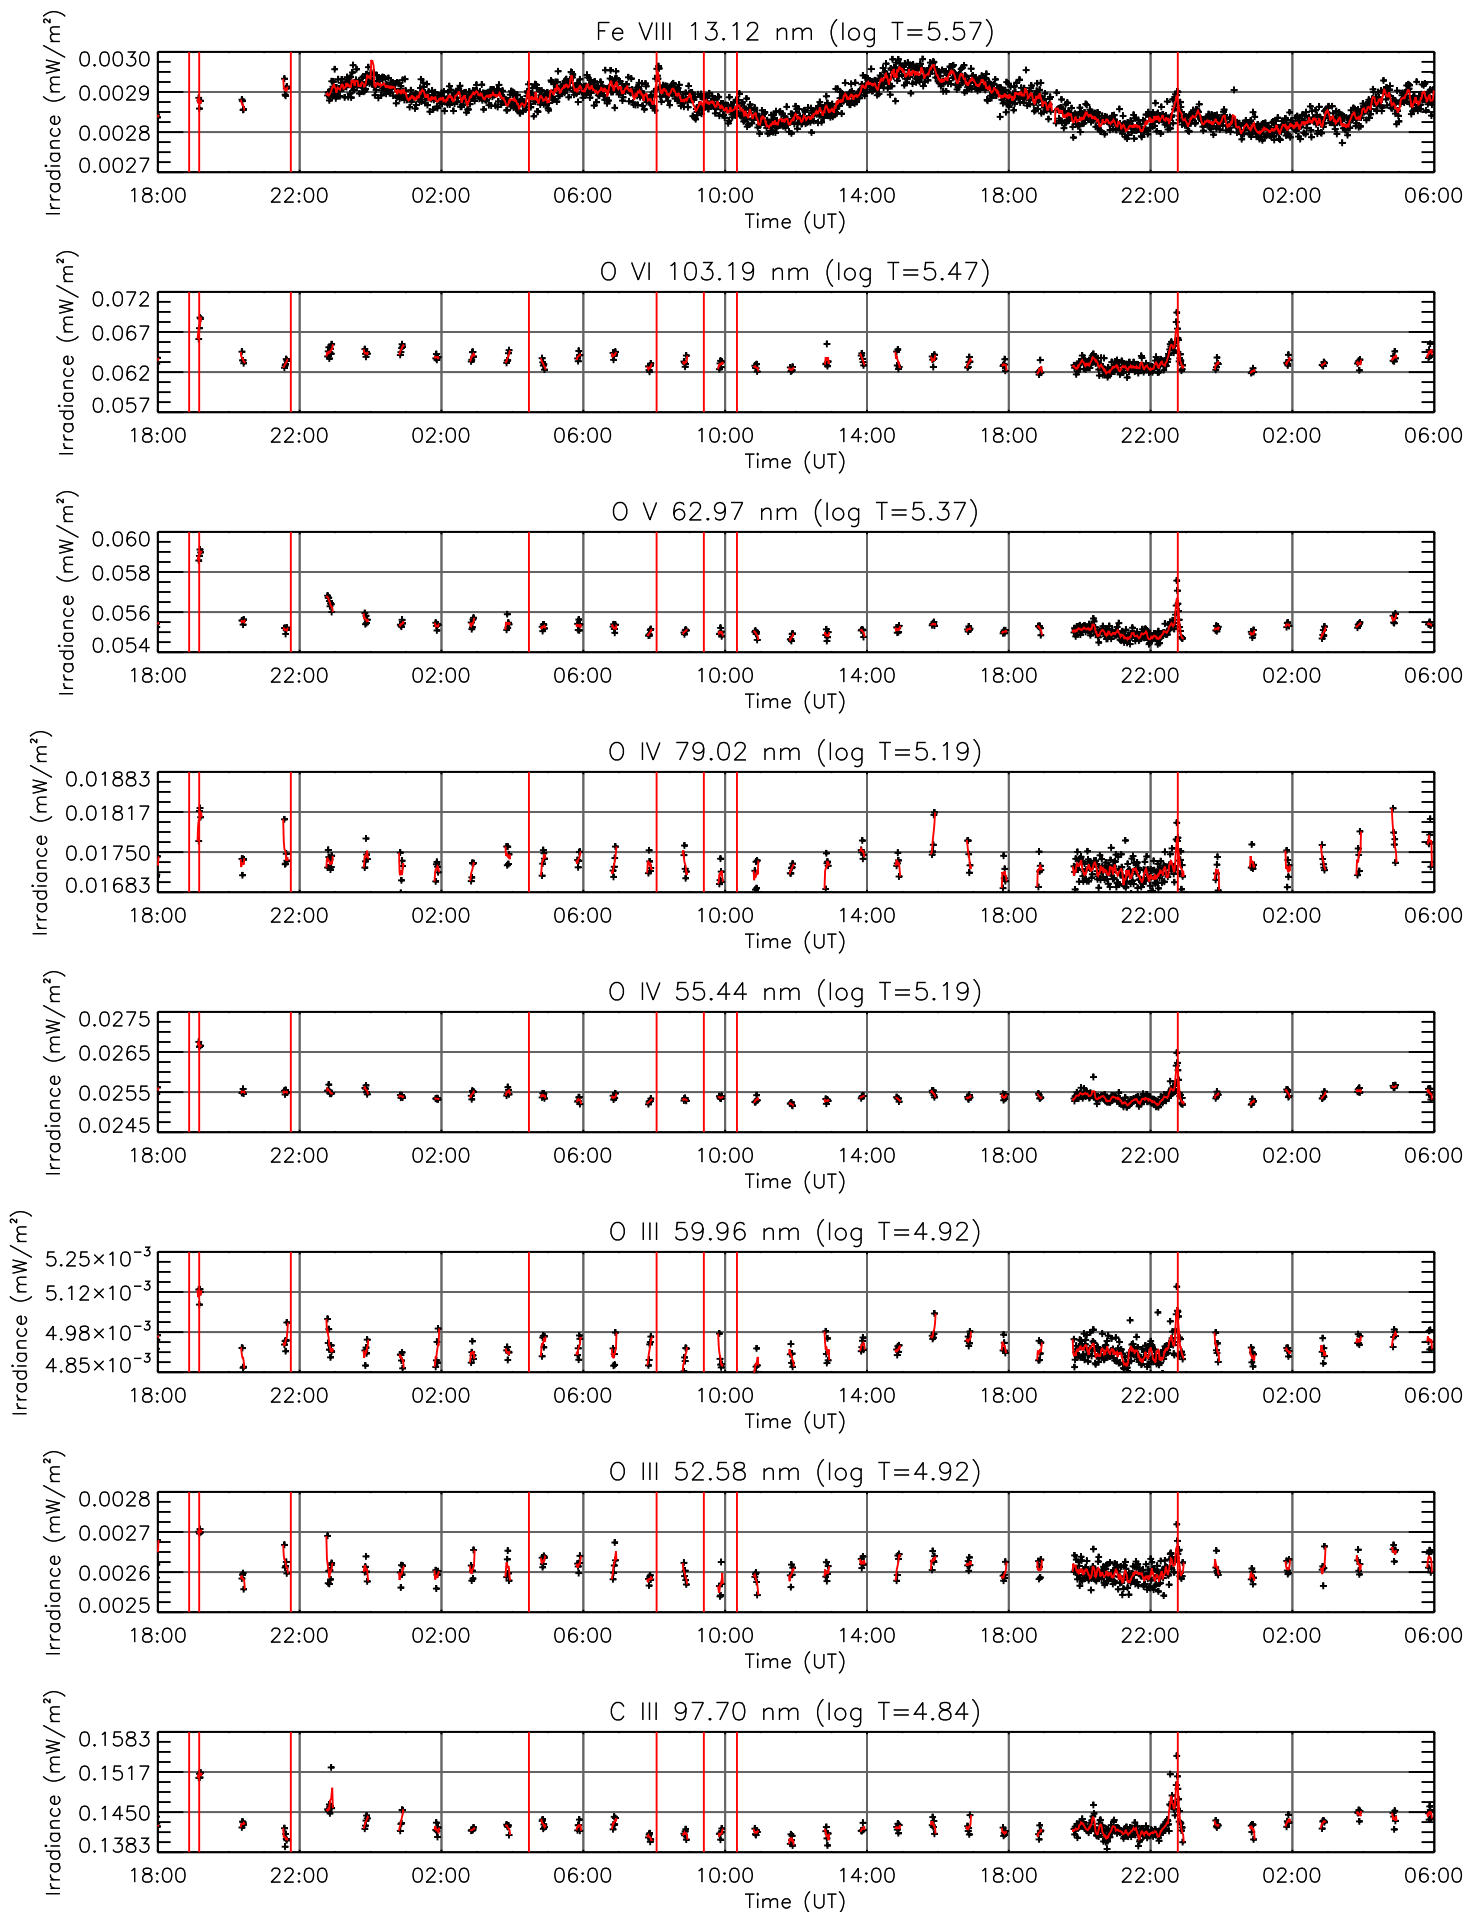 Fe VIII 13.12 nm (log T=5.57)
Irradiance (mW/m²)
0.0030
0.0029
0.0028
0.0027
18:00 22:00 02:00 06:00 10:00 14:00 18:00 22:00 02:00 06:00
Time (UT)
O VI 103.19 nm (log T=5.47)
Irradiance (mW/m²)
0.072
0.067
0.062
0.057
18:00 22:00 02:00 06:00 10:00 14:00 18:00 22:00 02:00 06:00
Time (UT)
O V 62.97 nm (log T=5.37)
Irradiance (mW/m²)
0.060
0.058
0.056
0.054
18:00 22:00 02:00 06:00 10:00 14:00 18:00 22:00 02:00 06:00
Time (UT)
O IV 79.02 nm (log T=5.19)
Irradiance (mW/m²)
0.01883
0.01817
0.01750
0.01683
18:00 22:00 02:00 06:00 10:00 14:00 18:00 22:00 02:00 06:00
Time (UT)
O IV 55.44 nm (log T=5.19)
Irradiance (mW/m²)
0.0275
0.0265
0.0255
0.0245
18:00 22:00 02:00 06:00 10:00 14:00 18:00 22:00 02:00 06:00
Time (UT)
O III 59.96 nm (log T=4.92)
Irradiance (mW/m²)
5.25×10⁻³
5.12×10⁻³
4.98×10⁻³
4.85×10⁻³
18:00 22:00 02:00 06:00 10:00 14:00 18:00 22:00 02:00 06:00
Time (UT)
O III 52.58 nm (log T=4.92)
Irradiance (mW/m²)
0.0028
0.0027
0.0026
0.0025
18:00 22:00 02:00 06:00 10:00 14:00 18:00 22:00 02:00 06:00
Time (UT)
C III 97.70 nm (log T=4.84)
Irradiance (mW/m²)
0.1583
0.1517
0.1450
0.1383
18:00 22:00 02:00 06:00 10:00 14:00 18:00 22:00 02:00 06:00
Time (UT)